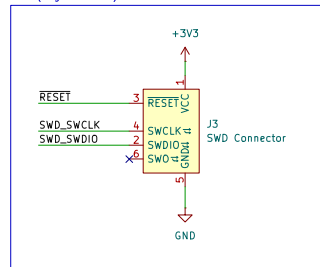 +3V3
1
VCC
RESET
3
RESET
SWD_SWCLK
4
SWCLK
SWD_SWDIO
2
SWDIO
6
SWO
GND
5
J3
SWD Connector
GND